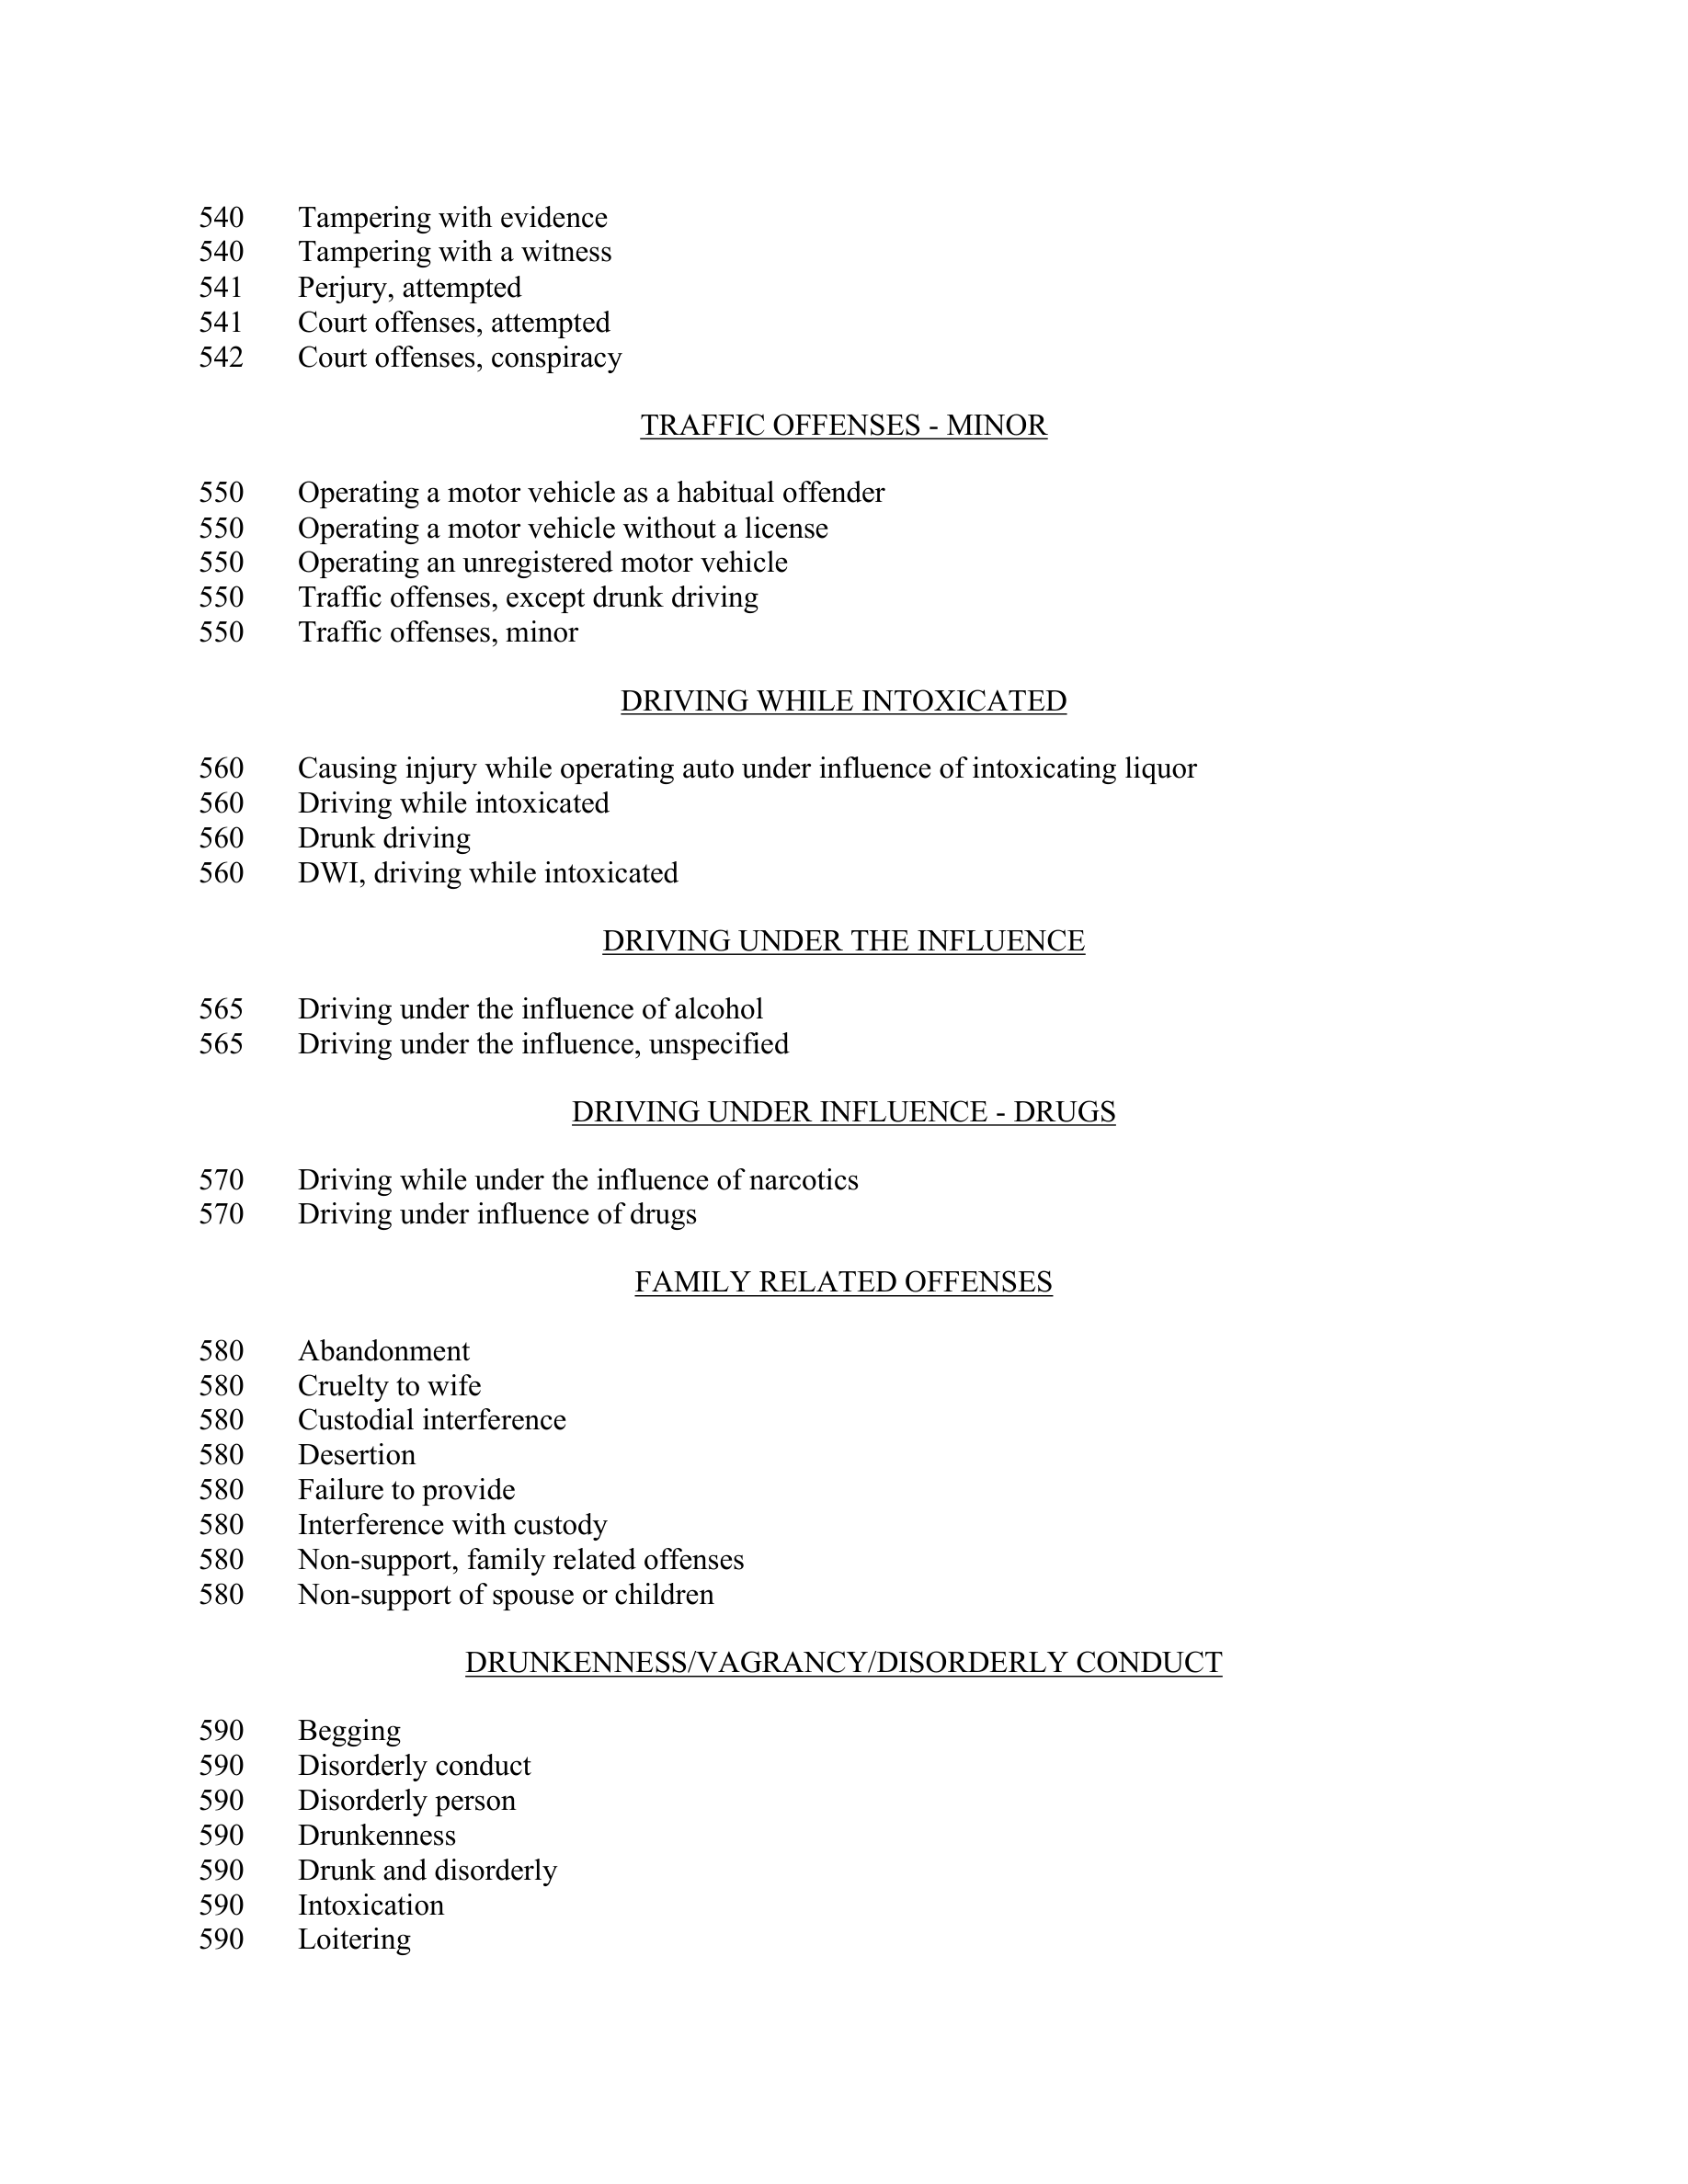 540 Tampering with evidence
540 Tampering with a witness
541 Perjury, attempted
541 Court offenses, attempted
542 Court offenses, conspiracy
TRAFFIC OFFENSES - MINOR
550 Operating a motor vehicle as a habitual offender
550 Operating a motor vehicle without a license
550 Operating an unregistered motor vehicle
550 Traffic offenses, except drunk driving
550 Traffic offenses, minor
DRIVING WHILE INTOXICATED
560 Causing injury while operating auto under influence of intoxicating liquor
560 Driving while intoxicated
560 Drunk driving
560 DWI, driving while intoxicated
DRIVING UNDER THE INFLUENCE
565 Driving under the influence of alcohol
565 Driving under the influence, unspecified
DRIVING UNDER INFLUENCE - DRUGS
570 Driving while under the influence of narcotics
570 Driving under influence of drugs
FAMILY RELATED OFFENSES
580 Abandonment
580 Cruelty to wife
580 Custodial interference
580 Desertion
580 Failure to provide
580 Interference with custody
580 Non-support, family related offenses
580 Non-support of spouse or children
DRUNKENNESS/VAGRANCY/DISORDERLY CONDUCT
590 Begging
590 Disorderly conduct
590 Disorderly person
590 Drunkenness
590 Drunk and disorderly
590 Intoxication
590 Loitering